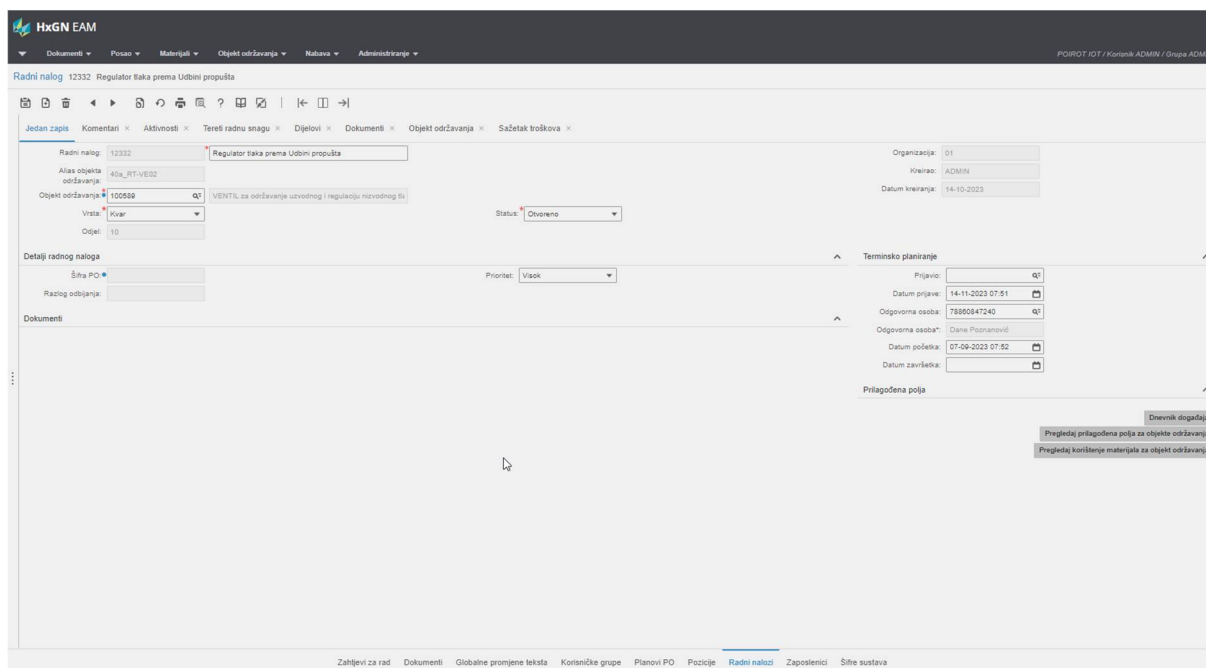 HxGN EAM
Dokumenti Posao Materijali Objekt održavanja Nabava Administriranje POIROT IOT / Korisnik ADMIN / Grupa ADM
Radni nalog 12332 Regulator tlaka prema Udbini propušta
Jedan zapis Komentari × Aktivnosti × Tereti radnu snagu × Dijelovi × Dokumenti × Objekt održavanja × Sažetak troškova ×
Radni nalog: 12332 * Regulator tlaka prema Udbini propušta Organizacija: 01
Alias objekta održavanja: 40a_RT-VE02 Kreirao: ADMIN
Objekt održavanja: * 100589 VENTIL za održavanje uzvodnog i regulaciju nizvodnog tl Datum kreiranja: 14-10-2023
Vrsta: * Kvar Status: * Otvoreno
Odjel: 10
Detalji radnog naloga Terminsko planiranje
Šifra PO: Prioritet: Visok Prijavio:
Razlog odbijanja: Datum prijave: 14-11-2023 07:51
Odgovorna osoba: 78860847240
Dokumenti
Odgovorna osoba*: Dane Poznanović
Datum početka: 07-09-2023 07:52
Datum završetka:
Prilagođena polja
Dnevnik događaja
Pregledaj prilagođena polja za objekte održavanja
Pregledaj korištenje materijala za objekt održavanja
Zahtjevi za rad Dokumenti Globalne promjene teksta Korisničke grupe Planovi PO Pozicije Radni nalozi Zaposlenici Šifre sustava